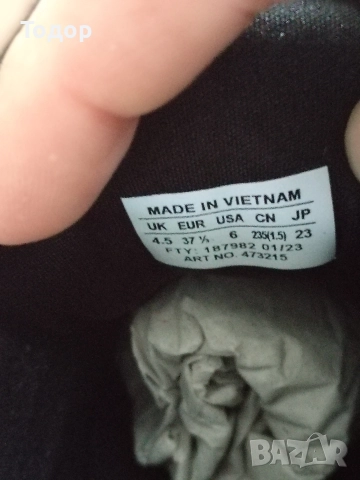 Тодор
MADE IN VIETNAM
UK EUR USA CN JP
4.5 37 ⅓ 6 235(1.5) 23
FTY: 187982 01/23
ART NO. 473215
BAZAR